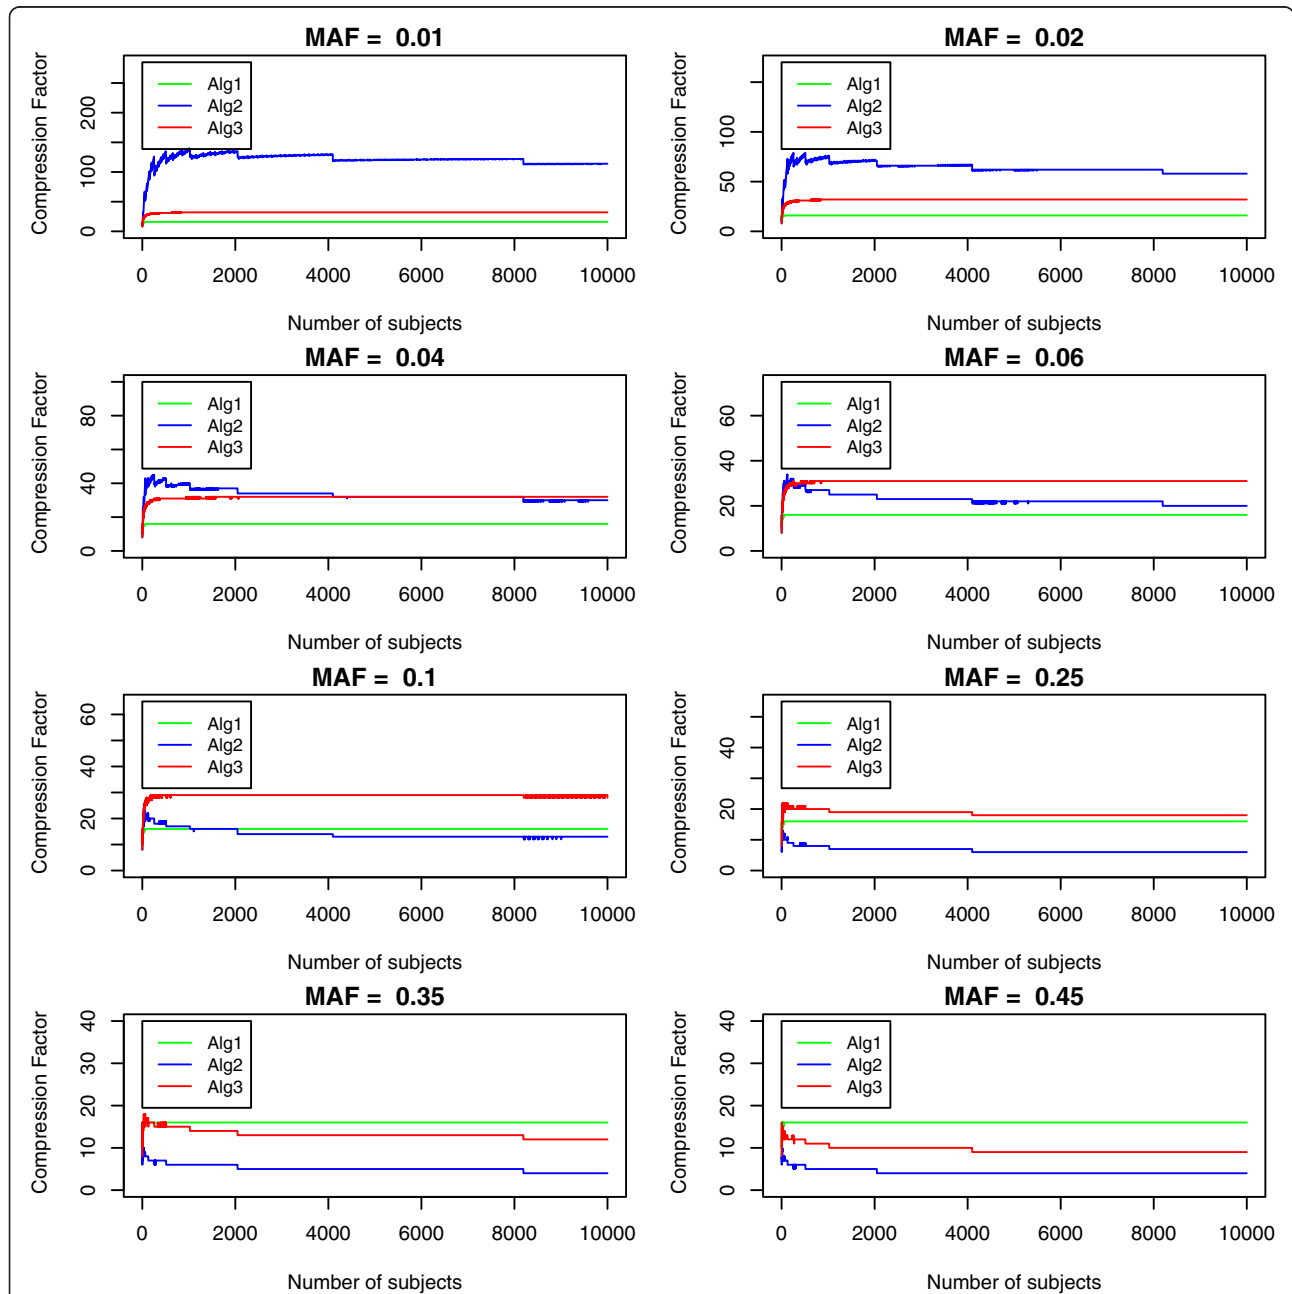 MAF = 0.01
Compression Factor
0 100 200
Alg1
Alg2
Alg3
0 2000 4000 6000 8000 10000
Number of subjects
MAF = 0.02
Compression Factor
0 50 100
Alg1
Alg2
Alg3
0 2000 4000 6000 8000 10000
Number of subjects
MAF = 0.04
Compression Factor
0 40 80
Alg1
Alg2
Alg3
0 2000 4000 6000 8000 10000
Number of subjects
MAF = 0.06
Compression Factor
0 20 40 60
Alg1
Alg2
Alg3
0 2000 4000 6000 8000 10000
Number of subjects
MAF = 0.1
Compression Factor
0 20 40 60
Alg1
Alg2
Alg3
0 2000 4000 6000 8000 10000
Number of subjects
MAF = 0.25
Compression Factor
0 20 40
Alg1
Alg2
Alg3
0 2000 4000 6000 8000 10000
Number of subjects
MAF = 0.35
Compression Factor
0 10 20 30 40
Alg1
Alg2
Alg3
0 2000 4000 6000 8000 10000
Number of subjects
MAF = 0.45
Compression Factor
0 10 20 30 40
Alg1
Alg2
Alg3
0 2000 4000 6000 8000 10000
Number of subjects